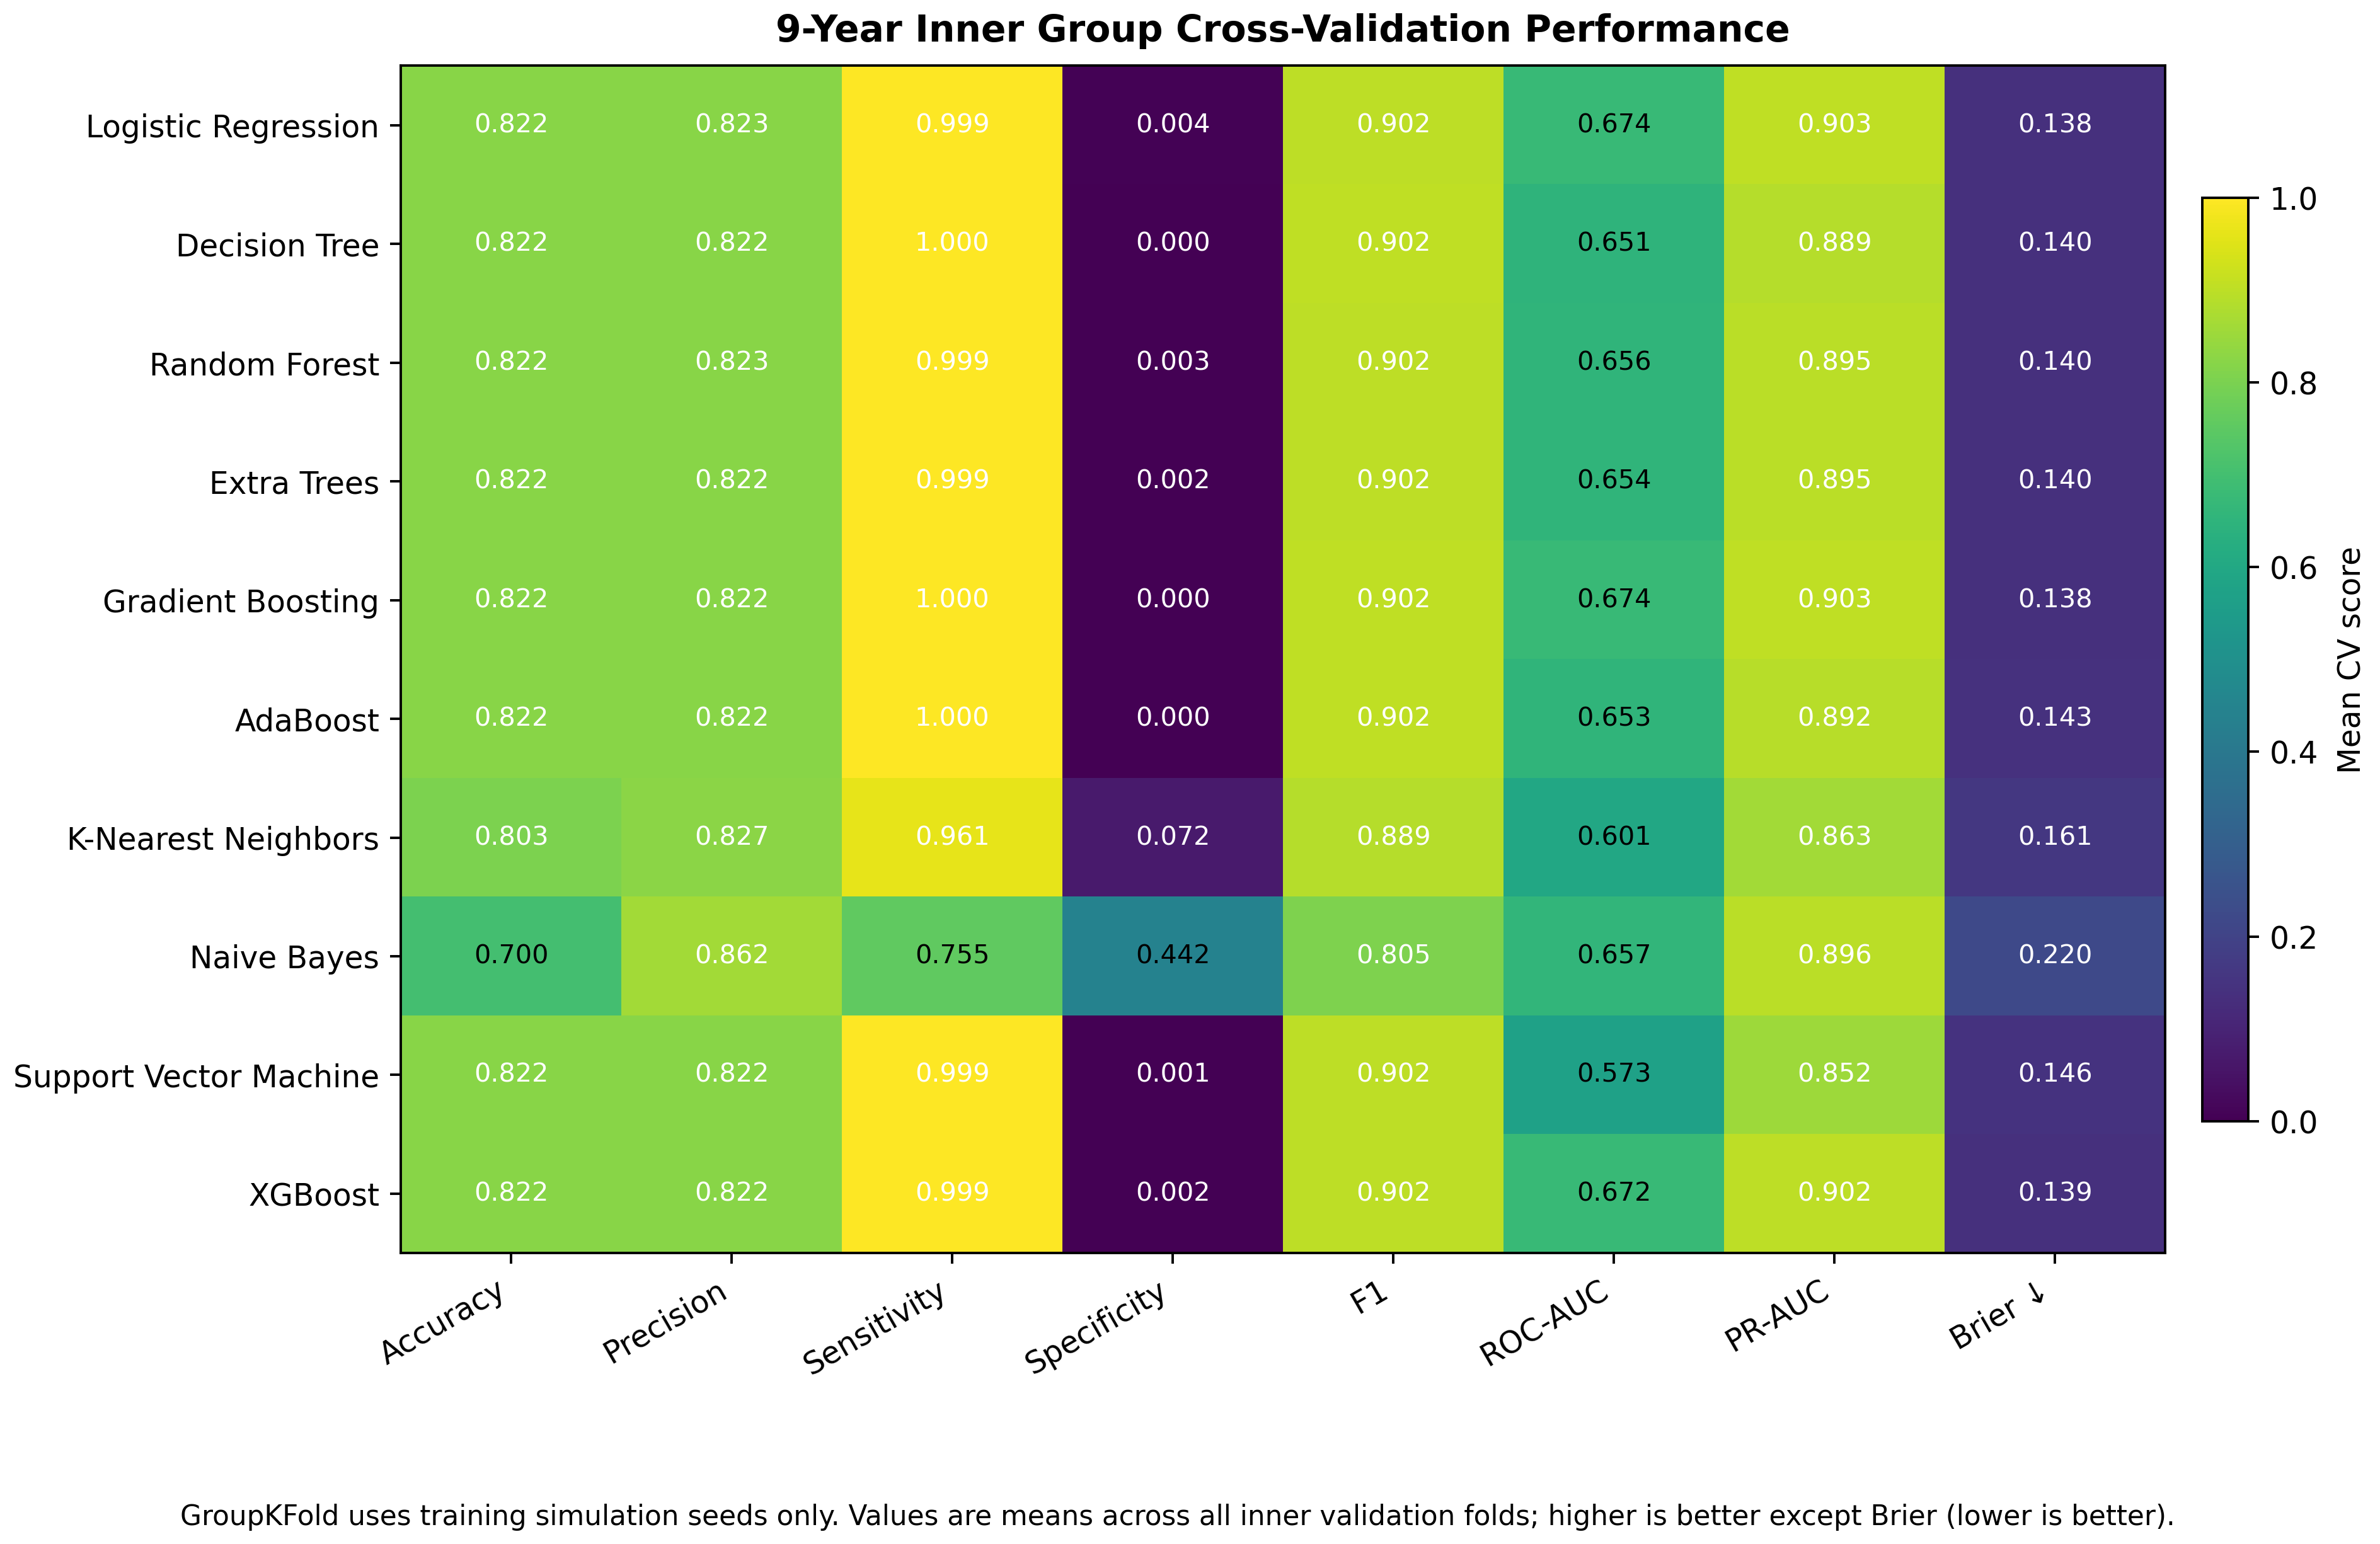 9-Year Inner Group Cross-Validation Performance
Logistic Regression 0.822 0.823 0.999 0.004 0.902 0.674 0.903 0.138
Decision Tree 0.822 0.822 1.000 0.000 0.902 0.651 0.889 0.140
Random Forest 0.822 0.823 0.999 0.003 0.902 0.656 0.895 0.140
Extra Trees 0.822 0.822 0.999 0.002 0.902 0.654 0.895 0.140
Gradient Boosting 0.822 0.822 1.000 0.000 0.902 0.674 0.903 0.138
AdaBoost 0.822 0.822 1.000 0.000 0.902 0.653 0.892 0.143
K-Nearest Neighbors 0.803 0.827 0.961 0.072 0.889 0.601 0.863 0.161
Naive Bayes 0.700 0.862 0.755 0.442 0.805 0.657 0.896 0.220
Support Vector Machine 0.822 0.822 0.999 0.001 0.902 0.573 0.852 0.146
XGBoost 0.822 0.822 0.999 0.002 0.902 0.672 0.902 0.139
Accuracy Precision Sensitivity Specificity F1 ROC-AUC PR-AUC Brier ↓
1.0
0.8
0.6
0.4
0.2
0.0
Mean CV score
GroupKFold uses training simulation seeds only. Values are means across all inner validation folds; higher is better except Brier (lower is better).